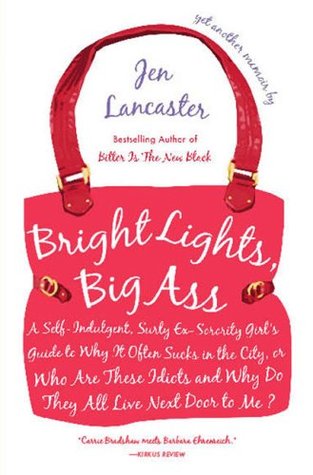 yet another memoir by
Jen
Lancaster
Bestselling Author of
Bitter Is The New Black
Bright Lights,
Big Ass
A Self-Indulgent, Surly Ex-Sorority Girl's
Guide to Why It Often Sucks in the City, or
Who Are These Idiots and Why Do
They All Live Next Door to Me?
"Carrie Bradshaw meets Barbara Ehrenreich."
—KIRKUS REVIEW